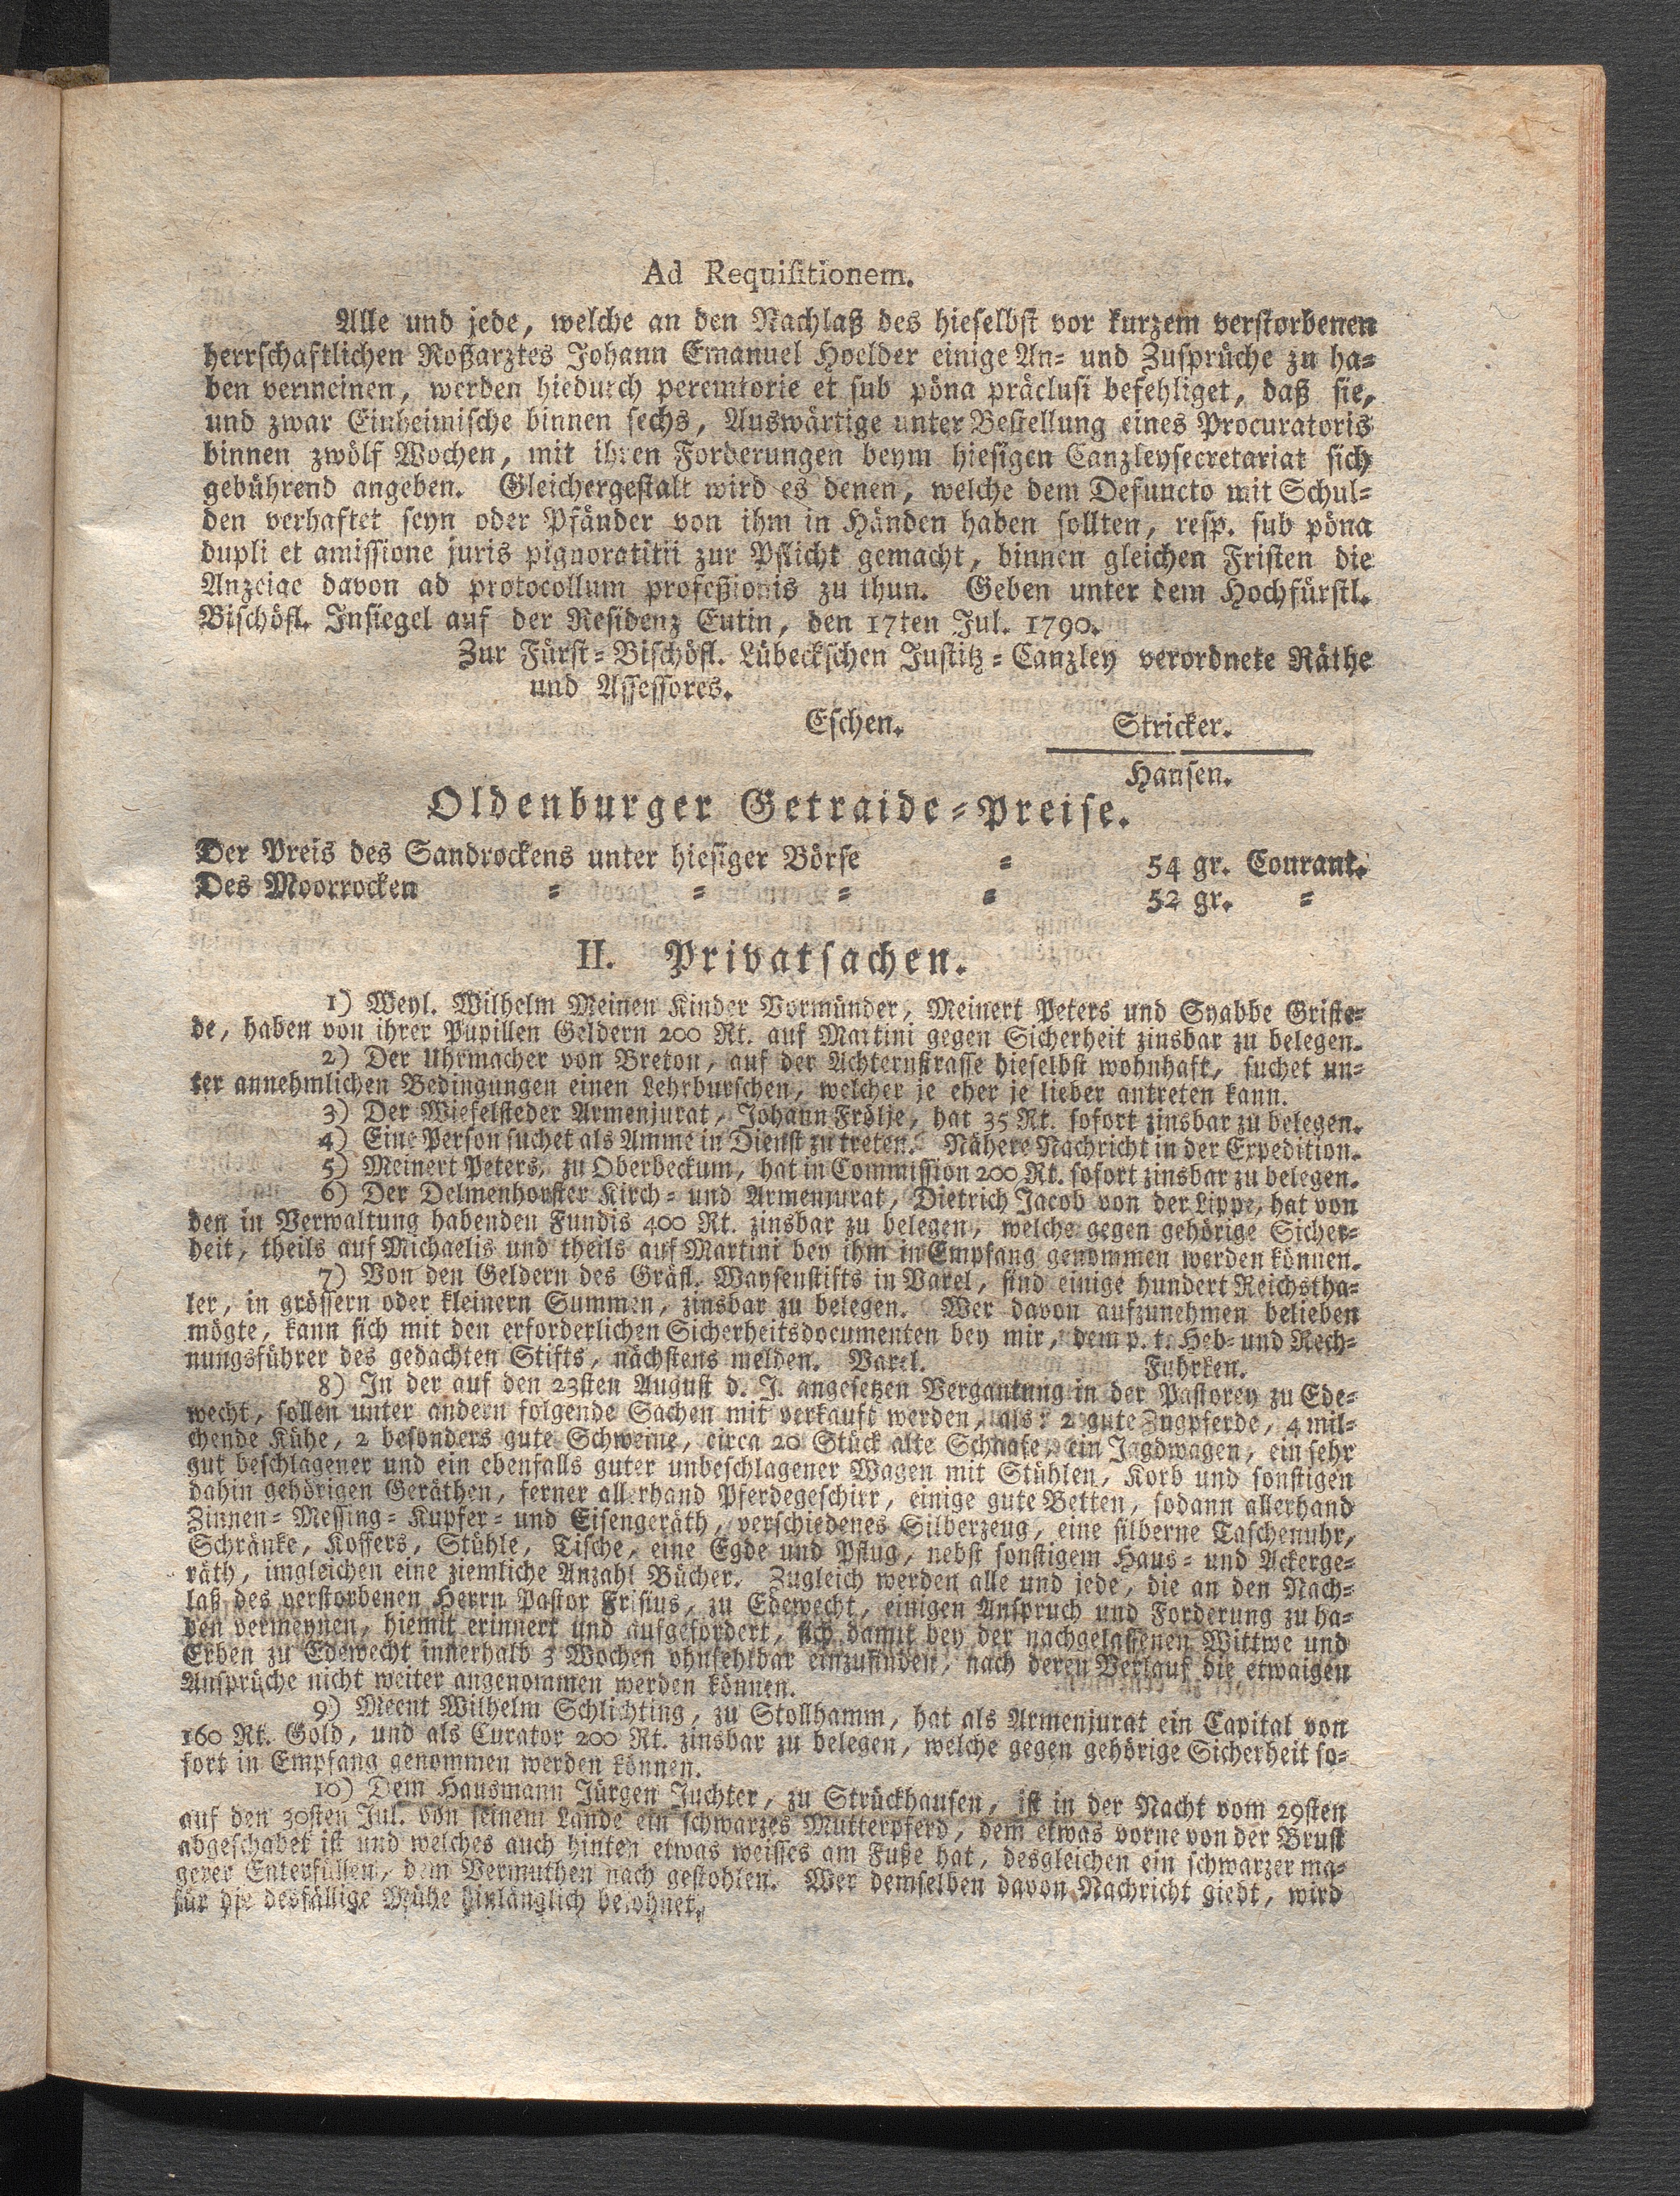 Ad Requisitionem.
Alle und jede, welche an den Nachlaß des hieselbst vor kurzem verstorbenen
herrschaftlichen Roßarztes Johann Emanuel Hoelder einige An- und Zusprüche zu ha-
ben vermeinen, werden hiedurch peremtorie et sub pöna präclusi befehliget, daß sie,
und zwar Einheimische binnen sechs, Auswärtige unter Bestellung eines Procuratoris
binnen zwölf Wochen, mit ihren Forderungen beym hiesigen Canzleysecretariat sich
gebührend angeben. Gleichergestalt wird es denen, welche dem Defuncto mit Schul-
den verhaftet seyn oder Pfänder von ihm in Händen haben sollten, resp. sub pöna
dupli et amissione juris pignoratitii zur Pflicht gemacht, binnen gleichen Fristen die
Anzeige davon ad protocollum profeßionis zu thun. Geben unter dem Hochfürstl.
Bischöfl. Insiegel auf der Residenz Eutin, den 17ten Jul. 1790.
Zur Fürst-Bischöfl. Lübeckschen Justitz-Canzley verordnete Räthe
und Assessores.
Eschen. Stricker.
Hansen.
Oldenburger Getraide-Preise.
Der Preis des Sandrockens unter hiesiger Börse = 54 gr. Courant.
Des Moorrocken = = = = 52 gr. =
II. Privatsachen.
1) Weyl. Wilhelm Meinen Kinder Vormünder, Meinert Peters und Syabbe Griste-
de, haben von ihrer Pupillen Geldern 200 Rt. auf Martini gegen Sicherheit zinsbar zu belegen.
2) Der Uhrmacher von Breton, auf der Achternstrasse hieselbst wohnhaft, suchet un-
ter annehmlichen Bedingungen einen Lehrburschen, welcher je eher je lieber antreten kann.
3) Der Wiefelsteder Armenjurat, Johann Frölje, hat 35 Rt. sofort zinsbar zu belegen.
4) Eine Person suchet als Amme in Dienst zu treten. Nähere Nachricht in der Expedition.
5) Meinert Peters, zu Oberbeckum, hat in Commission 200 Rt. sofort zinsbar zu belegen.
6) Der Delmenhorster Kirch- und Armenjurat, Dietrich Jacob von der Lippe, hat von
den in Verwaltung habenden Fundis 400 Rt. zinsbar zu belegen, welche gegen gehörige Sicher-
heit, theils auf Michaelis und theils auf Martini bey ihm in Empfang genommen werden können.
7) Von den Geldern des Gräfl. Waysenstifts in Varel, sind einige hundert Reichstha-
ler, in grössern oder kleinern Summen, zinsbar zu belegen. Wer davon aufzunehmen belieben
mögte, kann sich mit den erforderlichen Sicherheitsdocumenten bey mir, dem p. t. Heb- und Rech-
nungsführer des gedachten Stifts, nächstens melden. Varel. Fuhrken.
8) In der auf den 23sten August d. J. angesetzen Vergantung in der Pastorey zu Ede-
wecht, sollen unter andern folgende Sachen mit verkauft werden, als: 2 gute Zugpferde, 4 mil-
chende Kühe, 2 besonders gute Schweine, circa 20 Stück alte Schaafe, ein Jagdwagen, ein sehr
gut beschlagener und ein ebenfalls guter unbeschlagener Wagen mit Stühlen, Korb und sonstigen
dahin gehörigen Geräthen, ferner allerhand Pferdegeschirr, einige gute Betten, sodann allerhand
Zinnen- Messing- Kupfer- und Eisengeräth, verschiedenes Silberzeug, eine silberne Taschenuhr,
Schränke, Koffers, Stühle, Tische, eine Egde und Pflug, nebst sonstigem Haus- und Ackerge-
räth, imgleichen eine ziemliche Anzahl Bücher. Zugleich werden alle und jede, die an den Nach-
laß des verstorbenen Herrn Pastor Frisius, zu Edewecht, einigen Anspruch und Forderung zu ha-
ben vermeynen, hiemit erinnert und aufgefordert, sich damit bey der nachgelassenen Wittwe und
Erben zu Edewecht innerhalb 3 Wochen ohnfehlbar einzufinden, nach deren Verlauf die etwaigen
Ansprüche nicht weiter angenommen werden können.
9) Meent Wilhelm Schlichting, zu Stollhamm, hat als Armenjurat ein Capital von
160 Rt. Gold, und als Curator 200 Rt. zinsbar zu belegen, welche gegen gehörige Sicherheit so-
fort in Empfang genommen werden können.
10) Dem Hausmann Jürgen Juchter, zu Strückhausen, ist in der Nacht vom 29sten
auf den 30sten Jul. von seinem Lande ein schwarzes Mutterpferd, dem etwas vorne von der Brust
abgeschabet ist und welches auch hinten etwas weisses am Fuße hat, desgleichen ein schwarzer ma-
gerer Enterfüllen, dem Vermuthen nach gestohlen. Wer demselben davon Nachricht giebt, wird
für die desfällige Mühe hinlänglich belohnet.